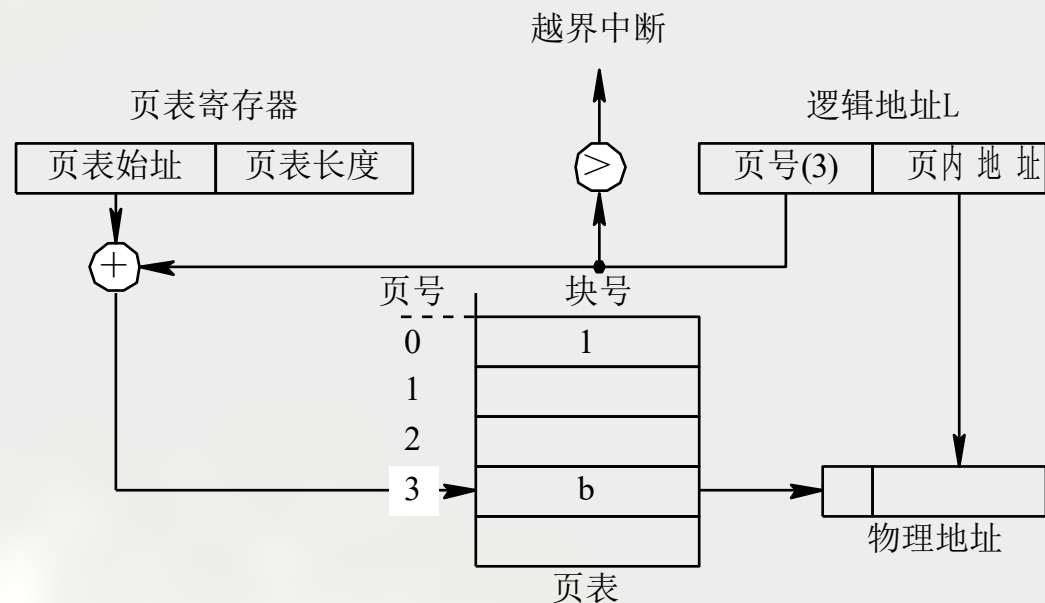 越界中断
页表寄存器
逻辑地址L
页表始址 页表长度
>
页号(3) 页内 地 址
+
页号 块号
0 1
1
2
3 b
物理地址
页表